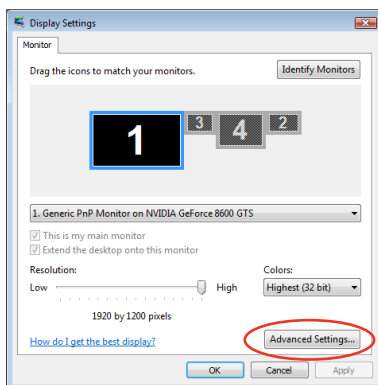 Display Settings
Monitor
Drag the icons to match your monitors.
Identify Monitors
1 3 4 2
1. Generic PnP Monitor on NVIDIA GeForce 8600 GTS
This is my main monitor
Extend the desktop onto this monitor
Resolution: Colors:
Low High Highest (32 bit)
1920 by 1200 pixels
How do I get the best display? Advanced Settings...
OK Cancel Apply